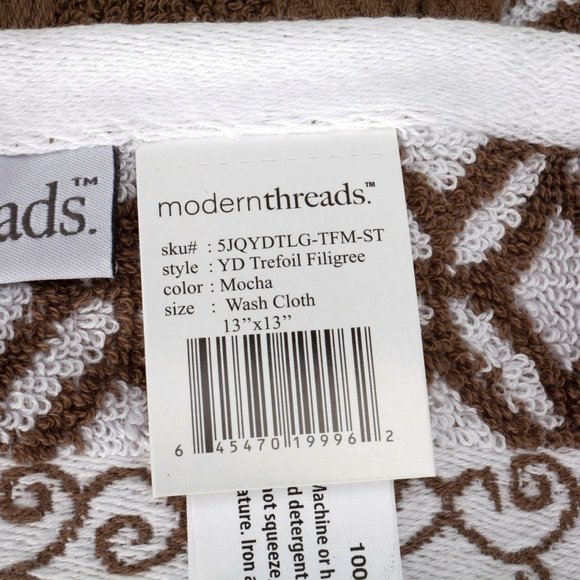 modernthreads.™
sku# : 5JQYDTLG-TFM-ST
style : YD Trefoil Filigree
color : Mocha
size : Wash Cloth
13”x13”
6 45470 19996 2
ads.™
100
Machine or h
d detergent
not squeeze
ature. Iron a